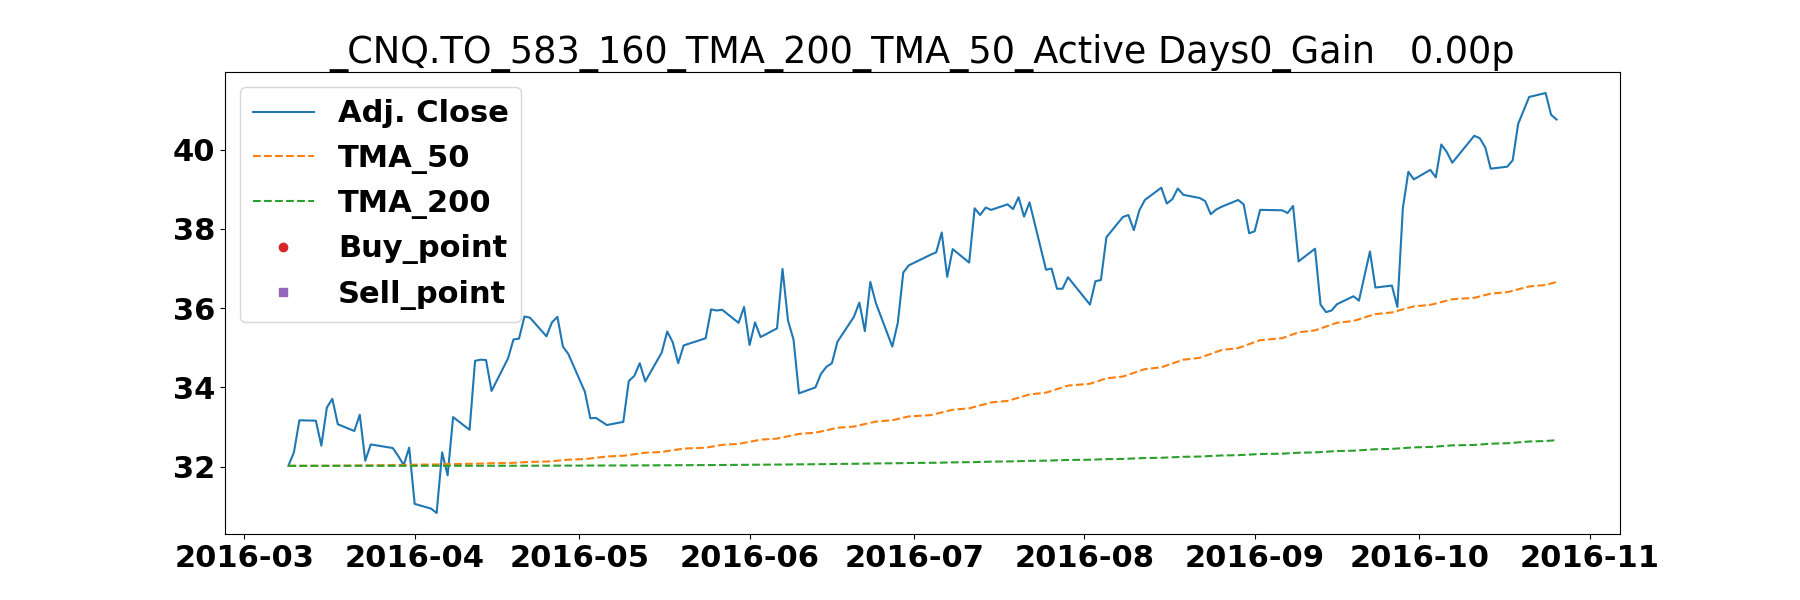 _CNQ.TO_583_160_TMA_200_TMA_50_Active Days0_Gain   0.00p
Adj. Close
TMA_50
TMA_200
Buy_point
Sell_point
40
38
36
34
32
2016-03 2016-04 2016-05 2016-06 2016-07 2016-08 2016-09 2016-10 2016-11